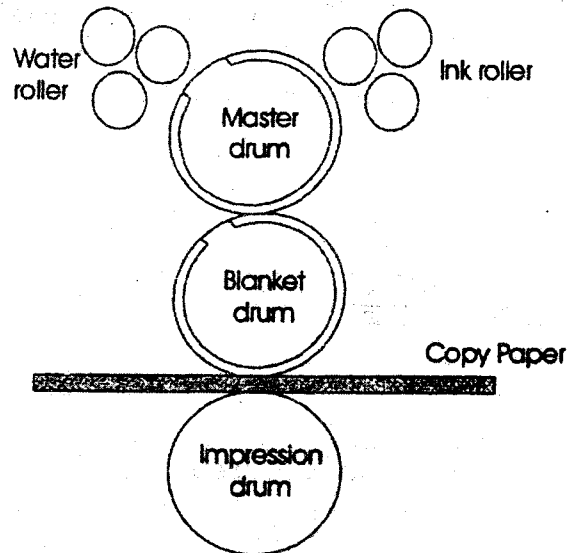 Water
roller
Ink roller
Master
drum
Blanket
drum
Copy Paper
Impression
drum